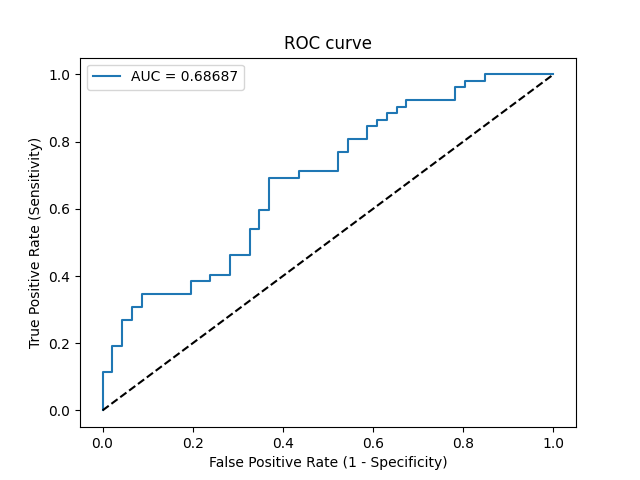 ROC curve
AUC = 0.68687
1.0
0.8
0.6
0.4
0.2
0.0
True Positive Rate (Sensitivity)
0.0 0.2 0.4 0.6 0.8 1.0
False Positive Rate (1 - Specificity)